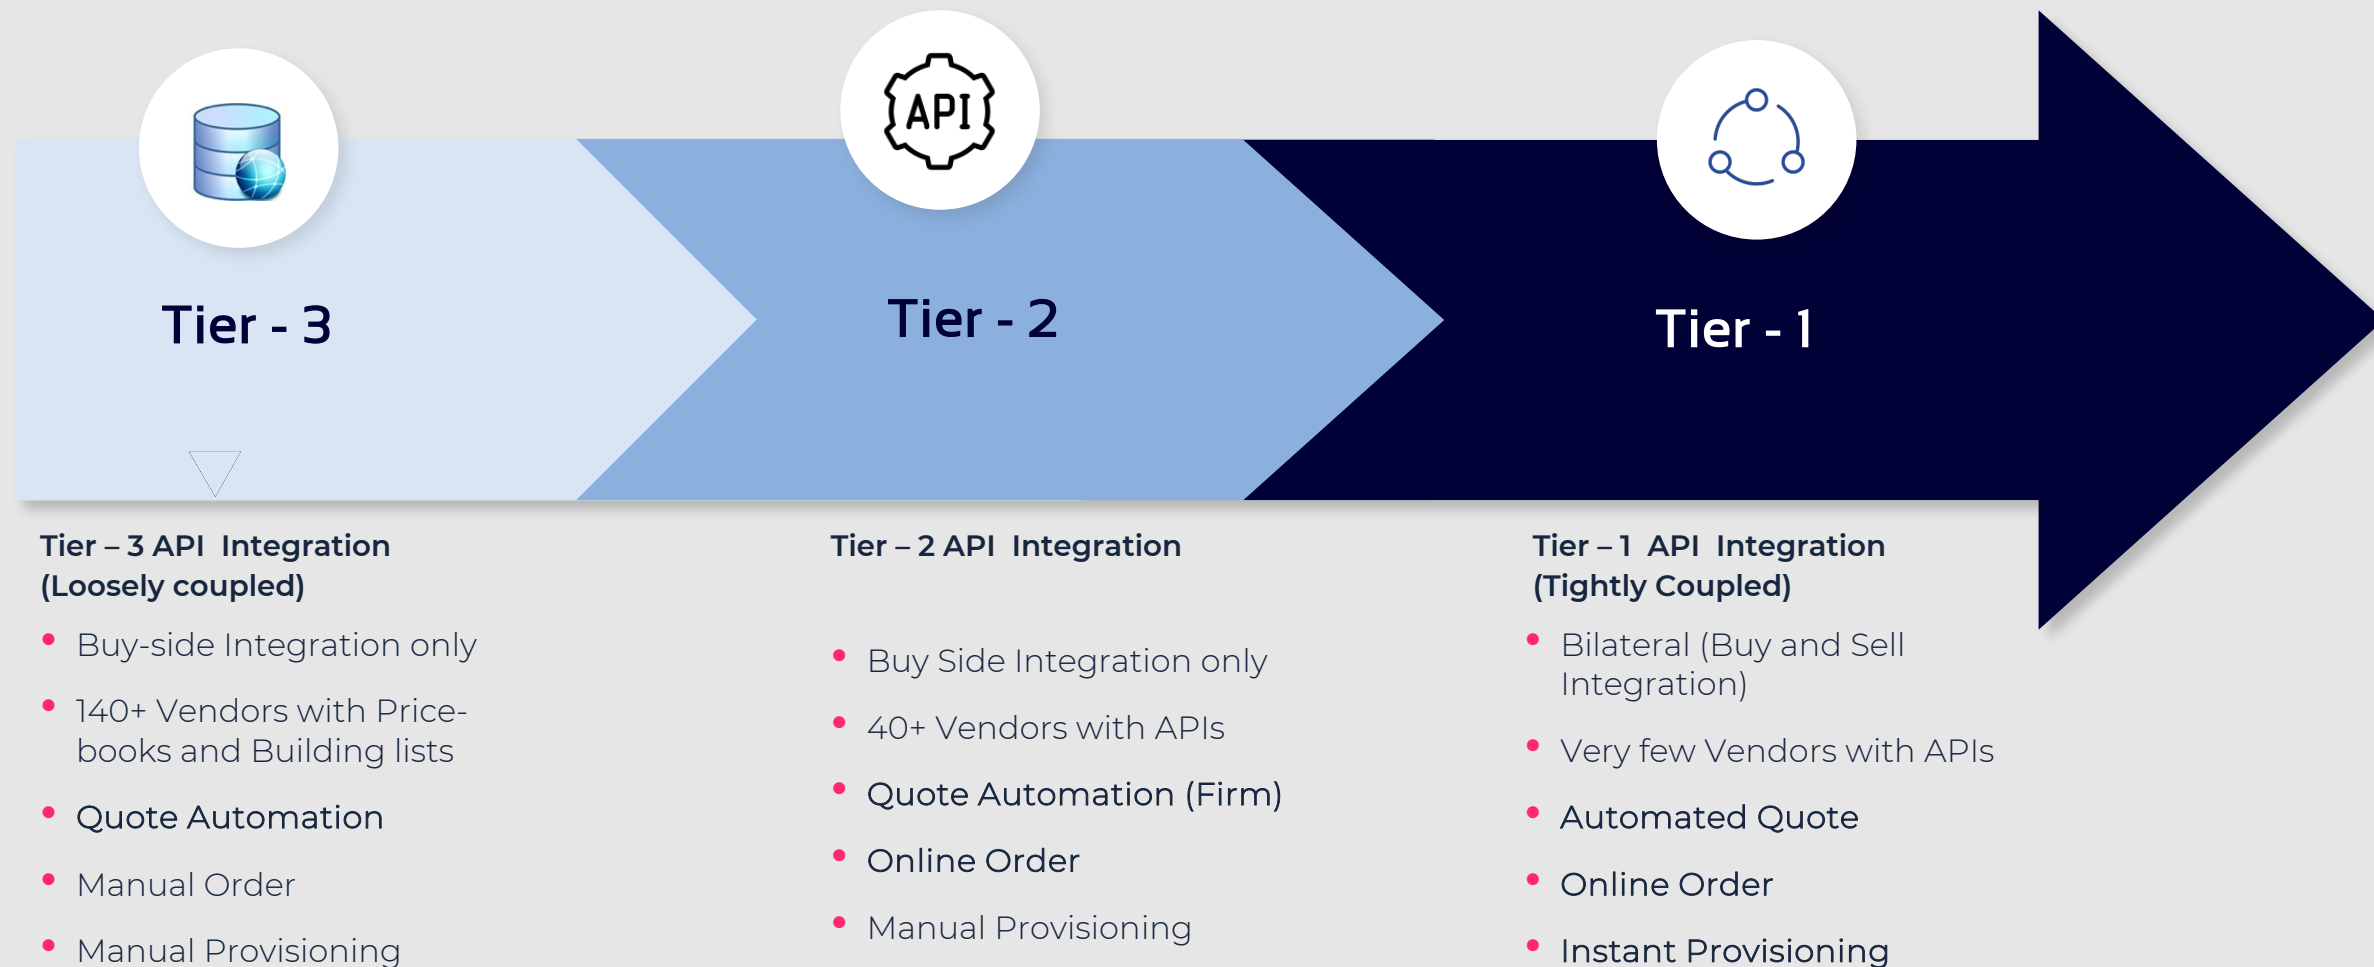 API
Tier - 3
Tier - 2
Tier - 1
Tier – 3 API Integration
(Loosely coupled)
• Buy-side Integration only
• 140+ Vendors with Price-
books and Building lists
• Quote Automation
• Manual Order
• Manual Provisioning
Tier – 2 API Integration
• Buy Side Integration only
• 40+ Vendors with APIs
• Quote Automation (Firm)
• Online Order
• Manual Provisioning
Tier – 1 API Integration
(Tightly Coupled)
• Bilateral (Buy and Sell
Integration)
• Very few Vendors with APIs
• Automated Quote
• Online Order
• Instant Provisioning